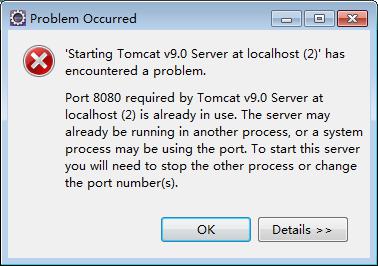 Problem Occurred
'Starting Tomcat v9.0 Server at localhost (2)' has
encountered a problem.
Port 8080 required by Tomcat v9.0 Server at
localhost (2) is already in use. The server may
already be running in another process, or a system
process may be using the port. To start this server
you will need to stop the other process or change
the port number(s).
OK
Details >>